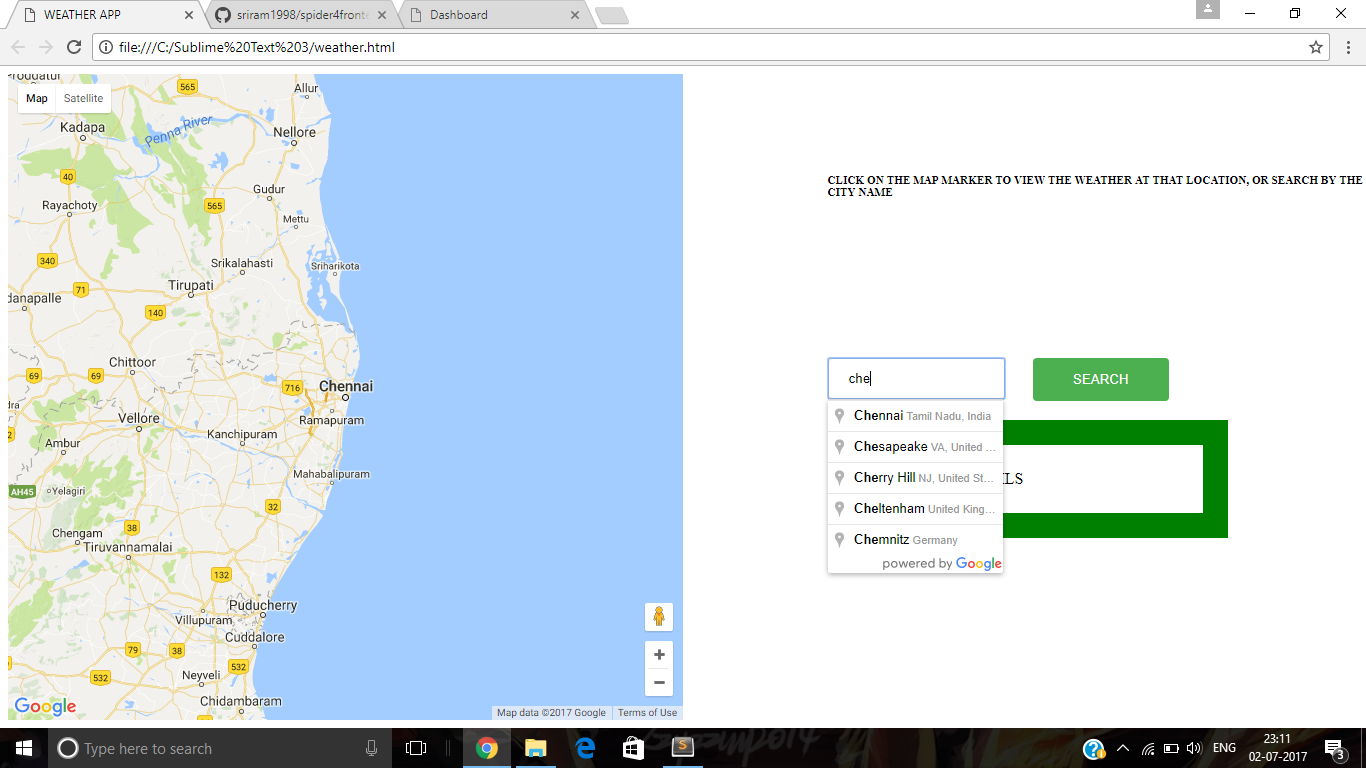 WEATHER APP
sriram1998/spider4fronte
Dashboard
file:///C:/Sublime%20Text%203/weather.html
Map Satellite
565
Allur
Kadapa
Penna River
Nellore
40
Gudur
Rayachoty
565
Mettu
340
Srikalahasti
Sriharikota
71
Tirupati
danapalle
140
Chittoor
69
69
716
Chennai
Vellore
Ramapuram
Kanchipuram
Ambur
Mahabalipuram
AH45
Yelagiri
32
38
Chengam
Tiruvannamalai
132
Puducherry
Villupuram
Cuddalore
79
38
532
532
Neyveli
Chidambaram
Google
Map data ©2017 Google
Terms of Use
CLICK ON THE MAP MARKER TO VIEW THE WEATHER AT THAT LOCATION, OR SEARCH BY THE
CITY NAME
che
SEARCH
Chennai Tamil Nadu, India
Chesapeake VA, United ...
Cherry Hill NJ, United St...
ILS
Cheltenham United King...
Chemnitz Germany
powered by Google
Type here to search
ENG
23:11
02-07-2017
3